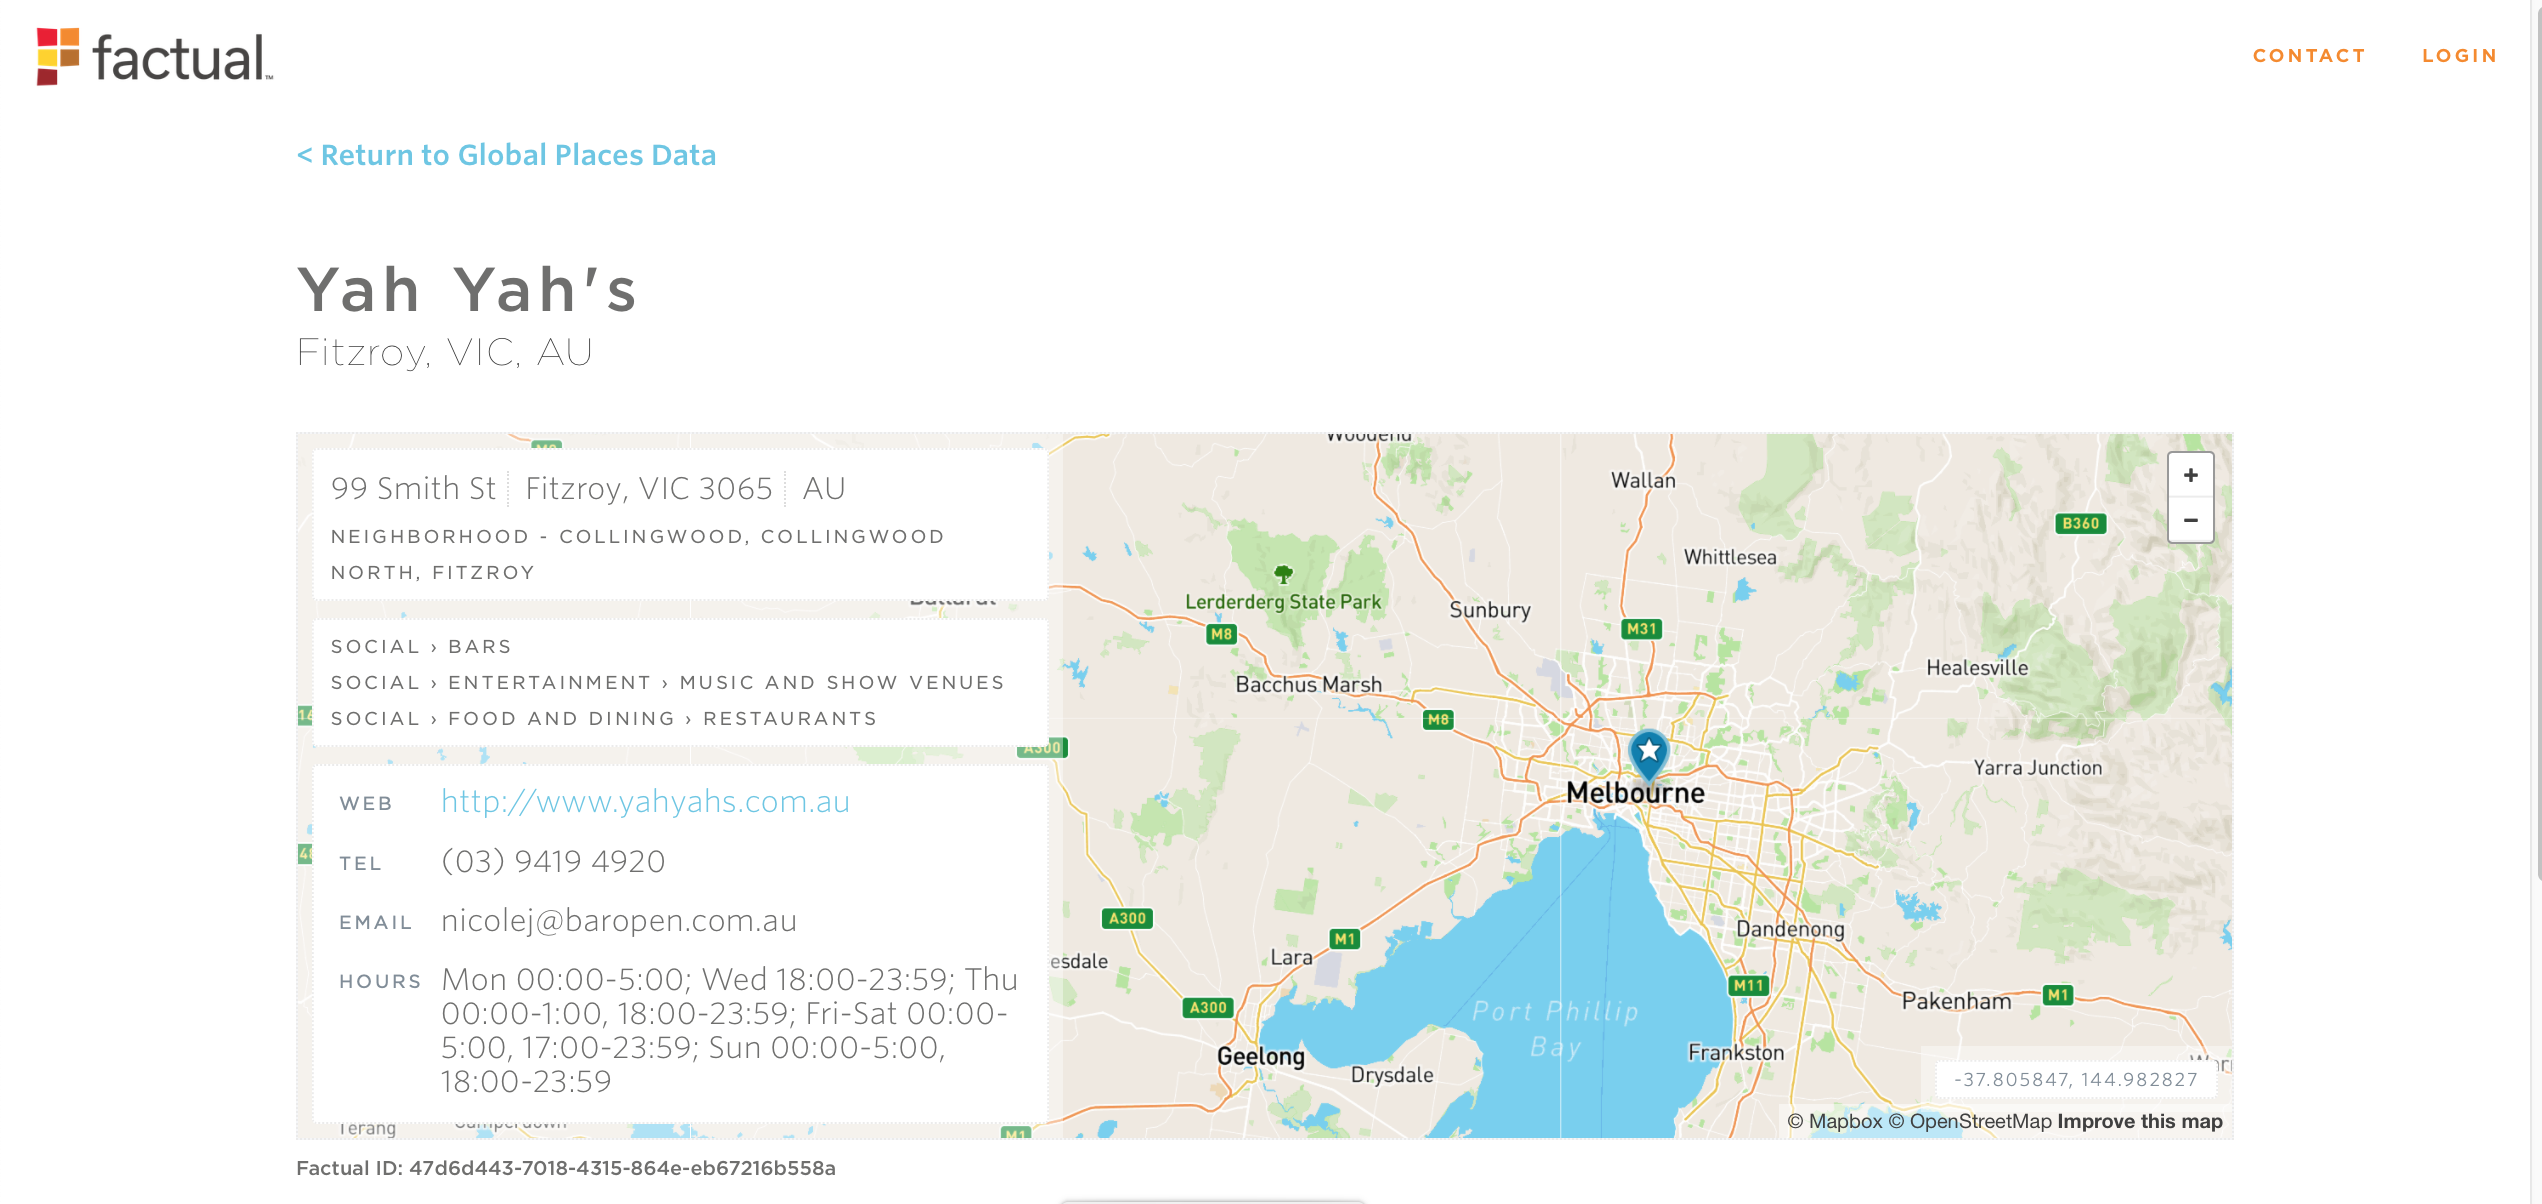 factual™
CONTACT
LOGIN
< Return to Global Places Data
Yah Yah's
Fitzroy, VIC, AU
99 Smith St Fitzroy, VIC 3065 AU
NEIGHBORHOOD - COLLINGWOOD, COLLINGWOOD
NORTH, FITZROY
SOCIAL › BARS
SOCIAL › ENTERTAINMENT › MUSIC AND SHOW VENUES
SOCIAL › FOOD AND DINING › RESTAURANTS
WEB http://www.yahyahs.com.au
TEL (03) 9419 4920
EMAIL nicolej@baropen.com.au
HOURS Mon 00:00-5:00; Wed 18:00-23:59; Thu
00:00-1:00, 18:00-23:59; Fri-Sat 00:00-
5:00, 17:00-23:59; Sun 00:00-5:00,
18:00-23:59
Woodend
Wallan
+
−
B360
Whittlesea
Lerderderg State Park
Sunbury
M8
M31
Healesville
Bacchus Marsh
M8
A300
Yarra Junction
Melbourne
A300
Dandenong
M1
Lara
esdale
M11
Pakenham
M1
A300
Port Phillip
Bay
Geelong
Frankston
Drysdale
-37.805847, 144.982827
Terang
Camperdown
M1
© Mapbox © OpenStreetMap Improve this map
Factual ID: 47d6d443-7018-4315-864e-eb67216b558a